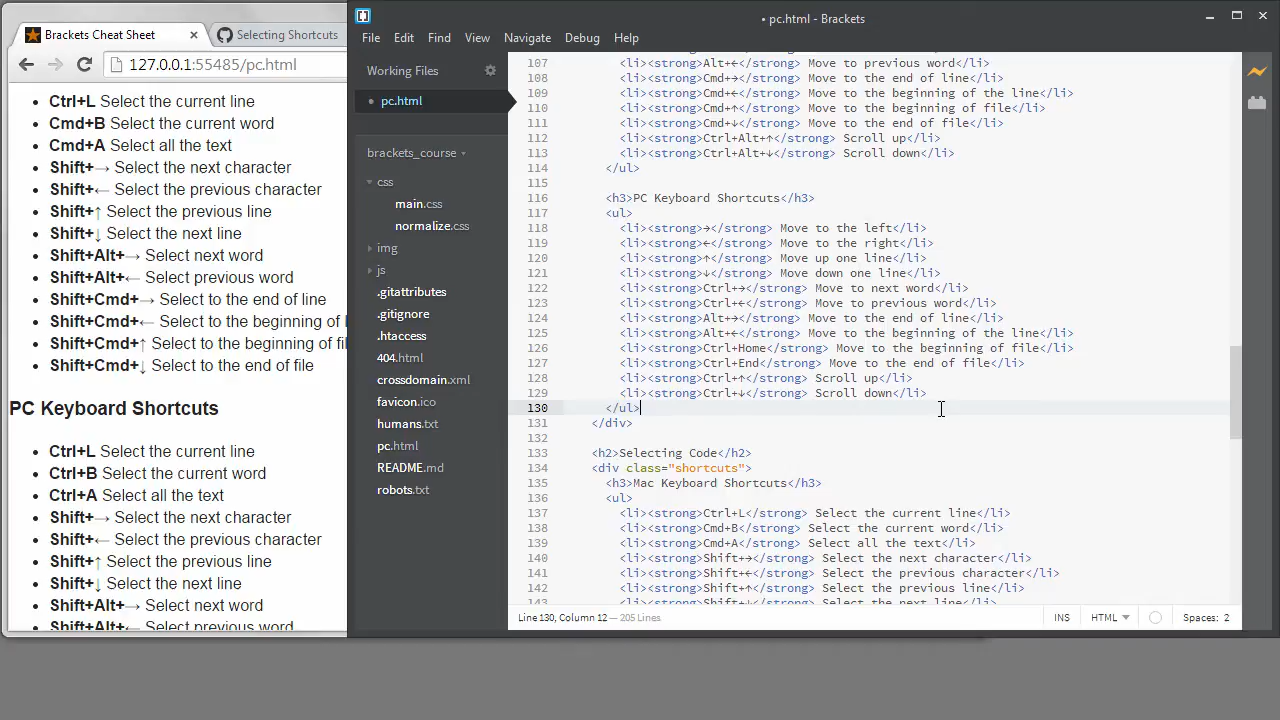 Brackets Cheat Sheet
Selecting Shortcuts
127.0.0.1:55485/pc.html
• Ctrl+L Select the current line
• Cmd+B Select the current word
• Cmd+A Select all the text
• Shift+→ Select the next character
• Shift+← Select the previous character
• Shift+↑ Select the previous line
• Shift+↓ Select the next line
• Shift+Alt+→ Select next word
• Shift+Alt+← Select previous word
• Shift+Cmd+→ Select to the end of line
• Shift+Cmd+← Select to the beginning of
• Shift+Cmd+↑ Select to the beginning of
• Shift+Cmd+↓ Select to the end of file
PC Keyboard Shortcuts
• Ctrl+L Select the current line
• Ctrl+B Select the current word
• Ctrl+A Select all the text
• Shift+→ Select the next character
• Shift+← Select the previous character
• Shift+↑ Select the previous line
• Shift+↓ Select the next line
• Shift+Alt+→ Select next word
• Shift+Alt+← Select previous word
• pc.html - Brackets
File Edit Find View Navigate Debug Help
Working Files
• pc.html
brackets_course
css
main.css
normalize.css
img
js
.gitattributes
.gitignore
.htaccess
404.html
crossdomain.xml
favicon.ico
humans.txt
pc.html
README.md
robots.txt
107 <li><strong>Alt+←</strong> Move to previous word</li>
108 <li><strong>Cmd+→</strong> Move to the end of line</li>
109 <li><strong>Cmd+←</strong> Move to the beginning of the line</li>
110 <li><strong>Cmd+↑</strong> Move to the beginning of file</li>
111 <li><strong>Cmd+↓</strong> Move to the end of file</li>
112 <li><strong>Ctrl+Alt+↑</strong> Scroll up</li>
113 <li><strong>Ctrl+Alt+↓</strong> Scroll down</li>
114 </ul>
115
116 <h3>PC Keyboard Shortcuts</h3>
117 <ul>
118 <li><strong>→</strong> Move to the left</li>
119 <li><strong>←</strong> Move to the right</li>
120 <li><strong>↑</strong> Move up one line</li>
121 <li><strong>↓</strong> Move down one line</li>
122 <li><strong>Ctrl+→</strong> Move to next word</li>
123 <li><strong>Ctrl+←</strong> Move to previous word</li>
124 <li><strong>Alt+→</strong> Move to the end of line</li>
125 <li><strong>Alt+←</strong> Move to the beginning of the line</li>
126 <li><strong>Ctrl+Home</strong> Move to the beginning of file</li>
127 <li><strong>Ctrl+End</strong> Move to the end of file</li>
128 <li><strong>Ctrl+↑</strong> Scroll up</li>
129 <li><strong>Ctrl+↓</strong> Scroll down</li>
130 </ul>
131 </div>
132
133 <h2>Selecting Code</h2>
134 <div class="shortcuts">
135 <h3>Mac Keyboard Shortcuts</h3>
136 <ul>
137 <li><strong>Ctrl+L</strong> Select the current line</li>
138 <li><strong>Cmd+B</strong> Select the current word</li>
139 <li><strong>Cmd+A</strong> Select all the text</li>
140 <li><strong>Shift+→</strong> Select the next character</li>
141 <li><strong>Shift+←</strong> Select the previous character</li>
142 <li><strong>Shift+↑</strong> Select the previous line</li>
143 <li><strong>Shift+↓</strong> Select the next line</li>
Line 130, Column 12 — 205 Lines
INS HTML Spaces: 2